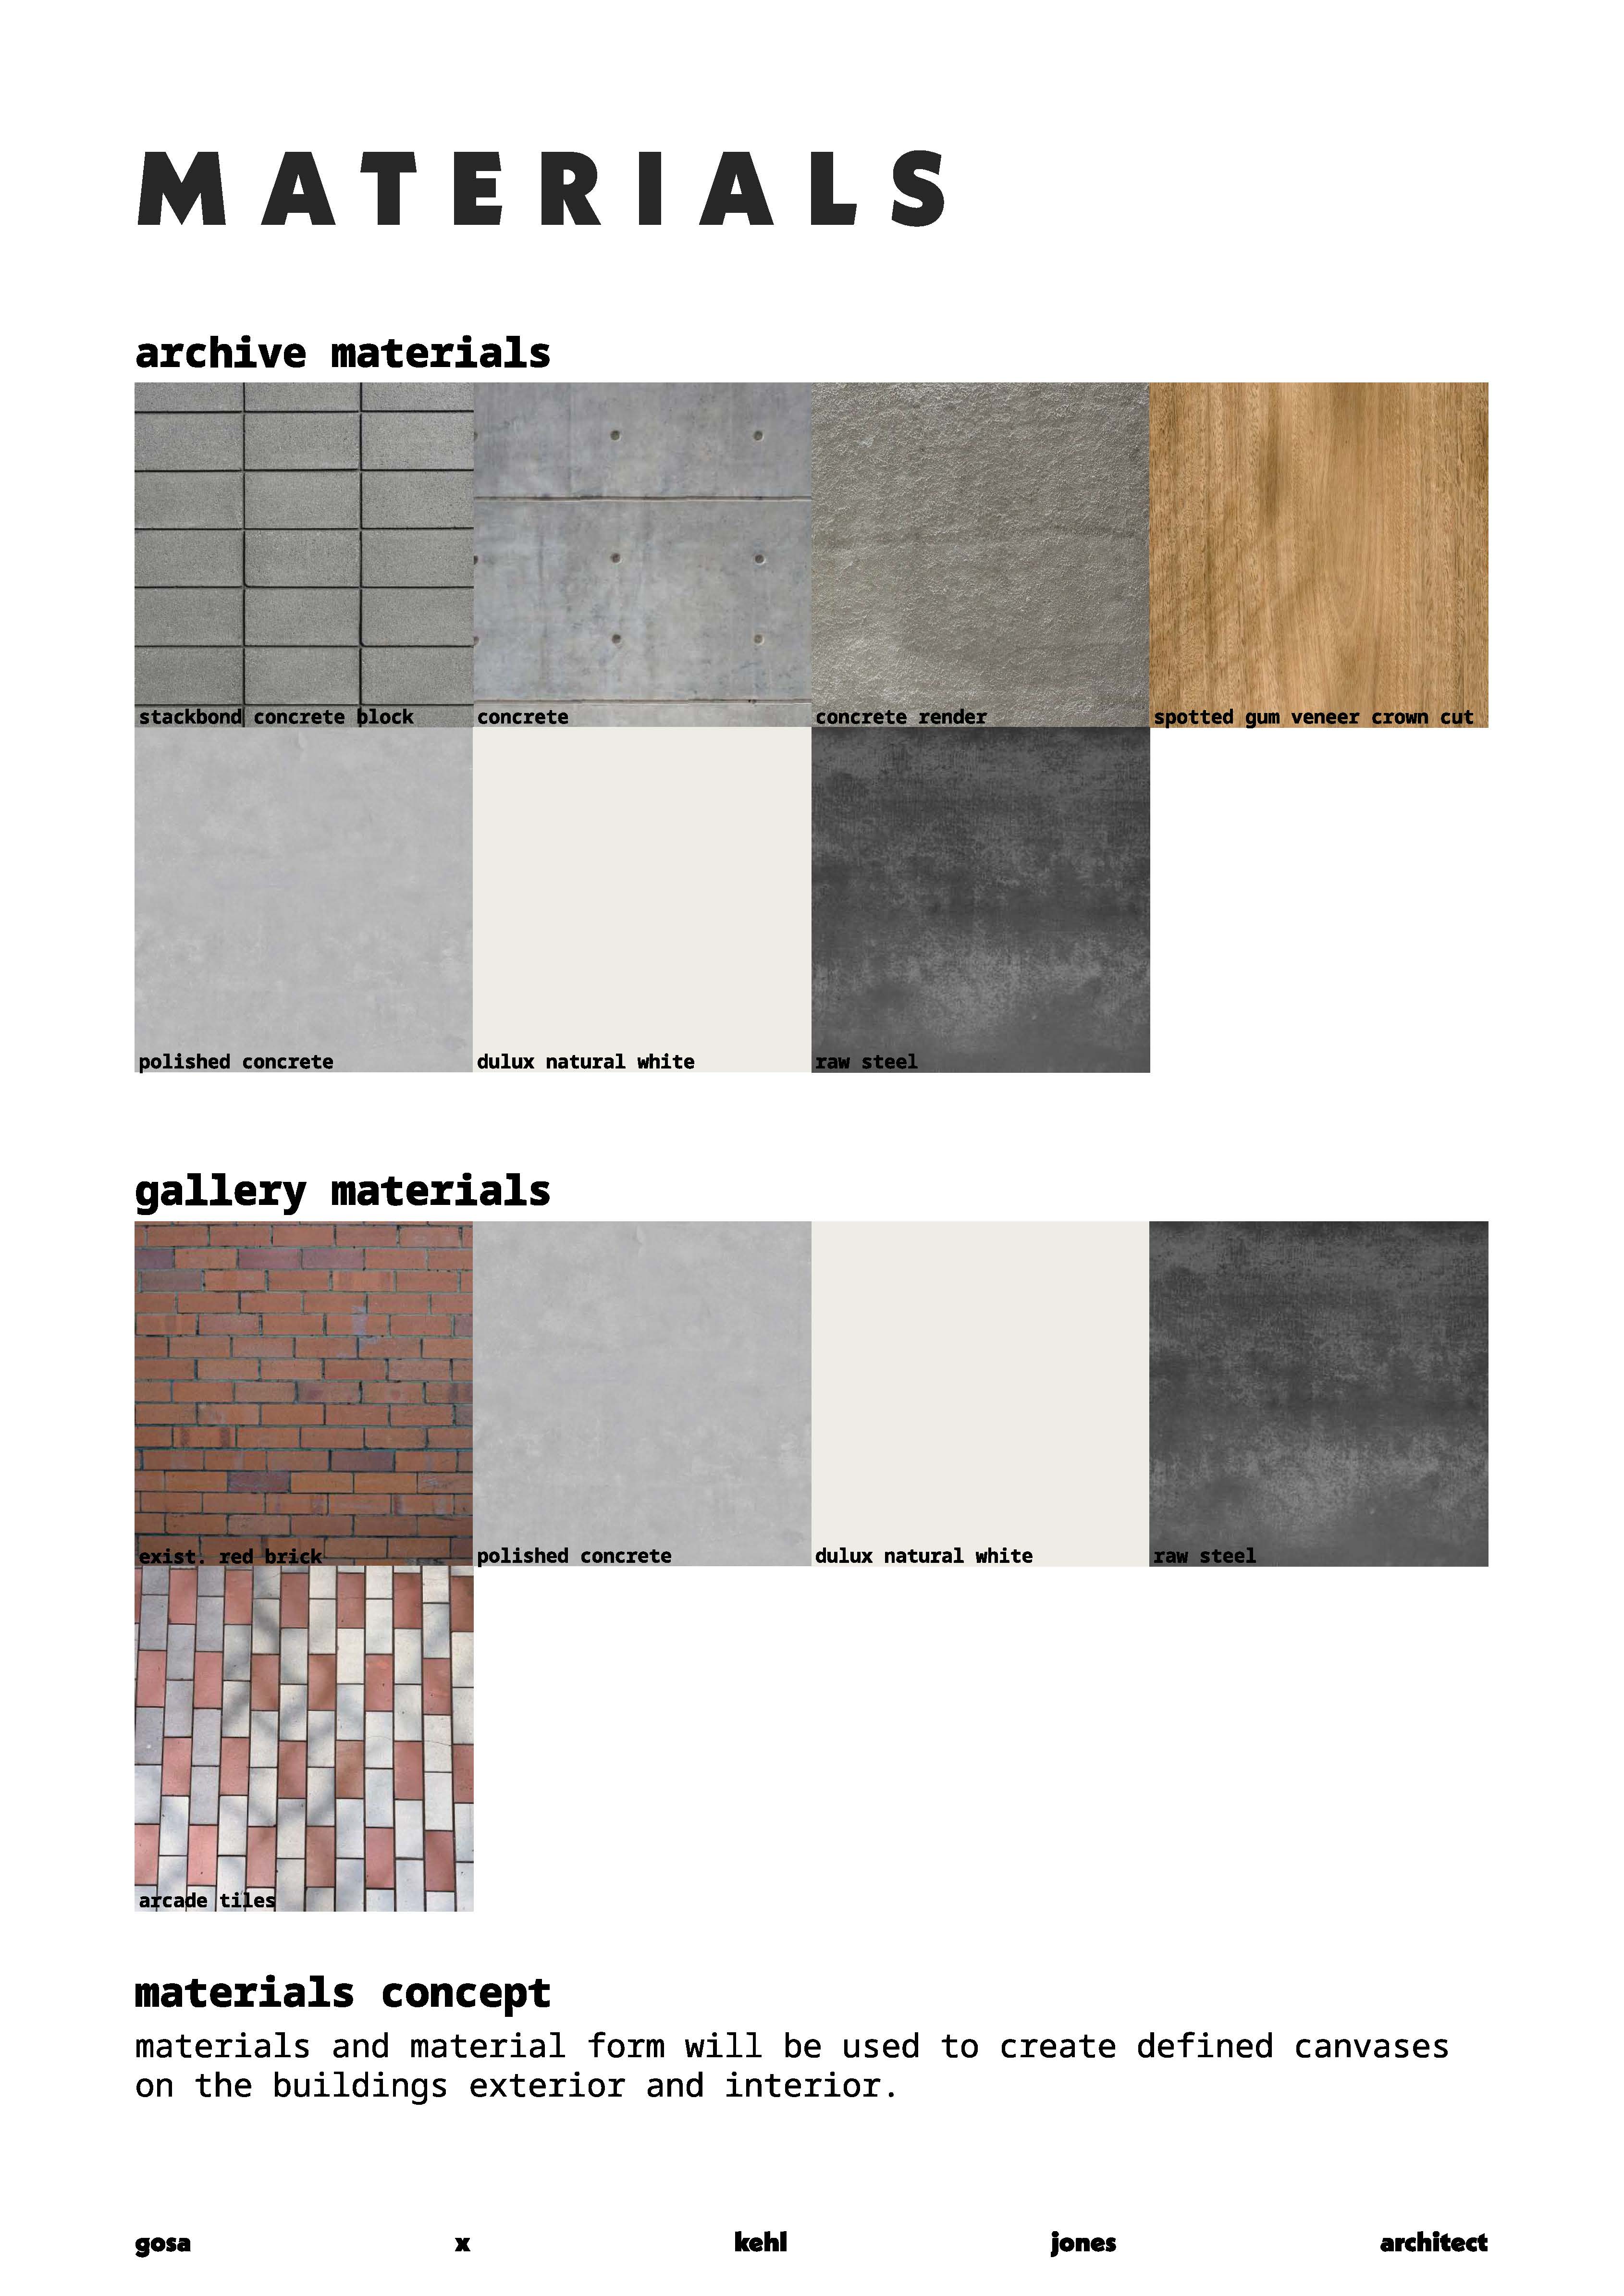 MATERIALS
archive materials
stackbond concrete block
concrete
concrete render
spotted gum veneer crown cut
polished concrete
dulux natural white
raw steel
gallery materials
exist. red brick
polished concrete
dulux natural white
raw steel
arcade tiles
materials concept
materials and material form will be used to create defined canvases
on the buildings exterior and interior.
gosa x kehl jones architect